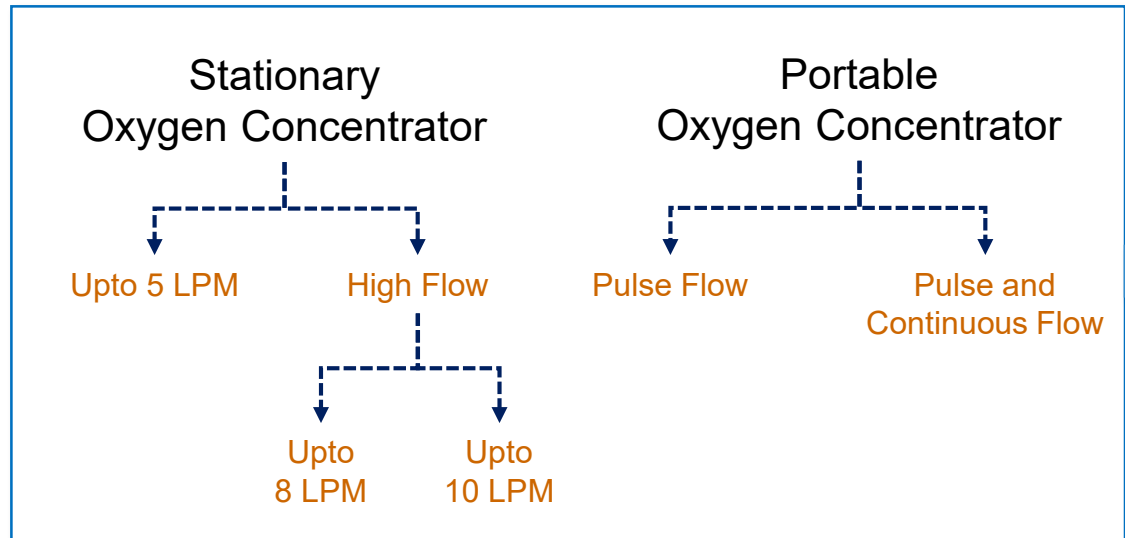 Stationary
Oxygen Concentrator
Portable
Oxygen Concentrator
Upto 5 LPM
High Flow
Pulse Flow
Pulse and
Continuous Flow
Upto
8 LPM
Upto
10 LPM